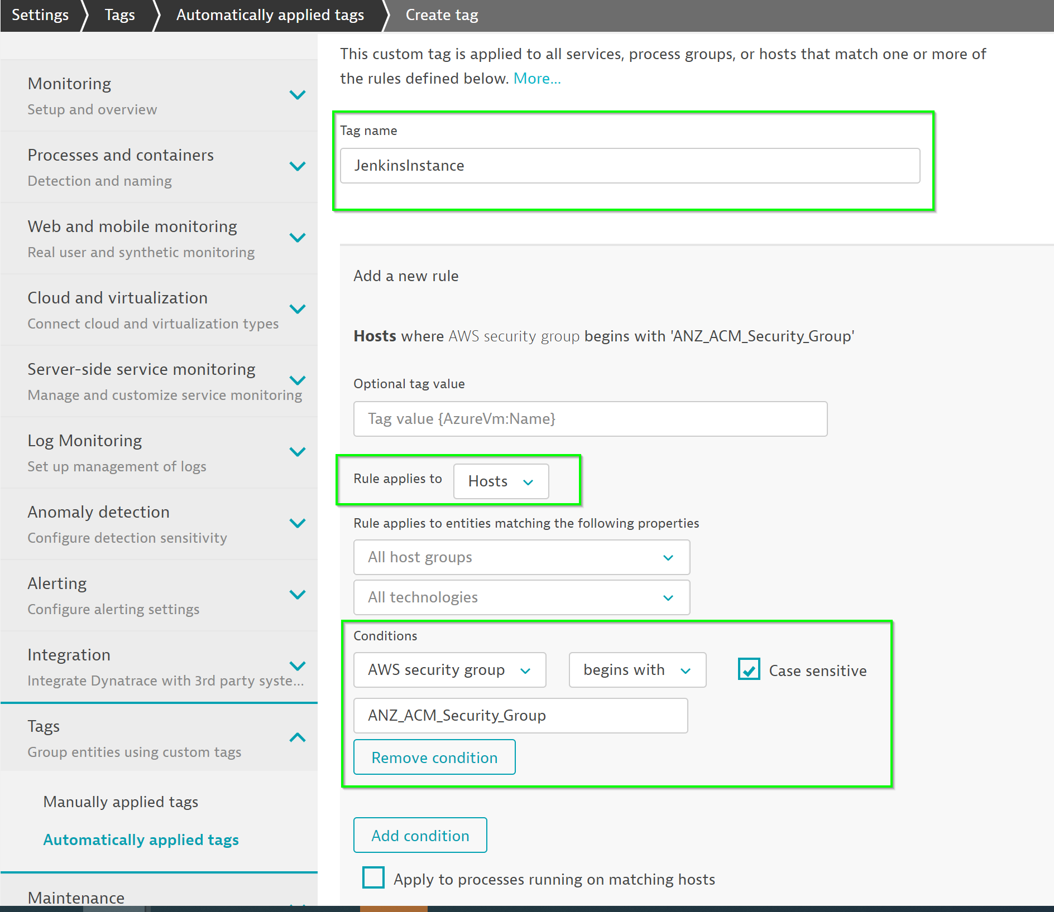 Settings
Tags
Automatically applied tags
Create tag
Monitoring
Setup and overview
Processes and containers
Detection and naming
Web and mobile monitoring
Real user and synthetic monitoring
Cloud and virtualization
Connect cloud and virtualization types
Server-side service monitoring
Manage and customize service monitoring
Log Monitoring
Set up management of logs
Anomaly detection
Configure detection sensitivity
Alerting
Configure alerting settings
Integration
Integrate Dynatrace with 3rd party syste...
Tags
Group entities using custom tags
Manually applied tags
Automatically applied tags
Maintenance
This custom tag is applied to all services, process groups, or hosts that match one or more of
the rules defined below. More...
Tag name
JenkinsInstance
Add a new rule
Hosts where AWS security group begins with 'ANZ_ACM_Security_Group'
Optional tag value
Tag value {AzureVm:Name}
Rule applies to Hosts
Rule applies to entities matching the following properties
All host groups
All technologies
Conditions
AWS security group begins with Case sensitive
ANZ_ACM_Security_Group
Remove condition
Add condition
Apply to processes running on matching hosts